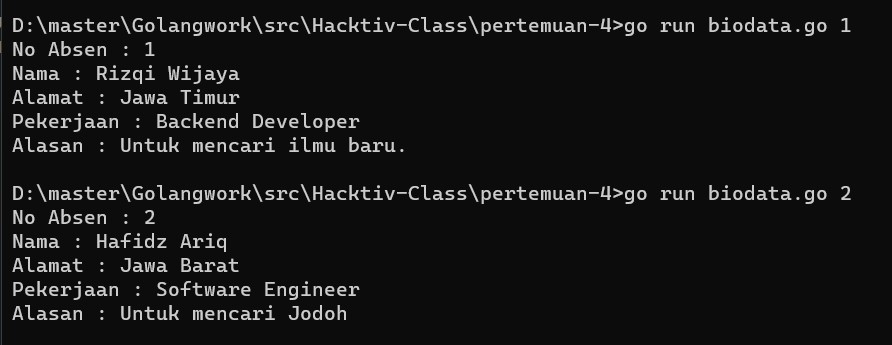 D:\master\Golangwork\src\Hacktiv-Class\pertemuan-4>go run biodata.go 1
No Absen : 1
Nama : Rizqi Wijaya
Alamat : Jawa Timur
Pekerjaan : Backend Developer
Alasan : Untuk mencari ilmu baru.
D:\master\Golangwork\src\Hacktiv-Class\pertemuan-4>go run biodata.go 2
No Absen : 2
Nama : Hafidz Ariq
Alamat : Jawa Barat
Pekerjaan : Software Engineer
Alasan : Untuk mencari Jodoh